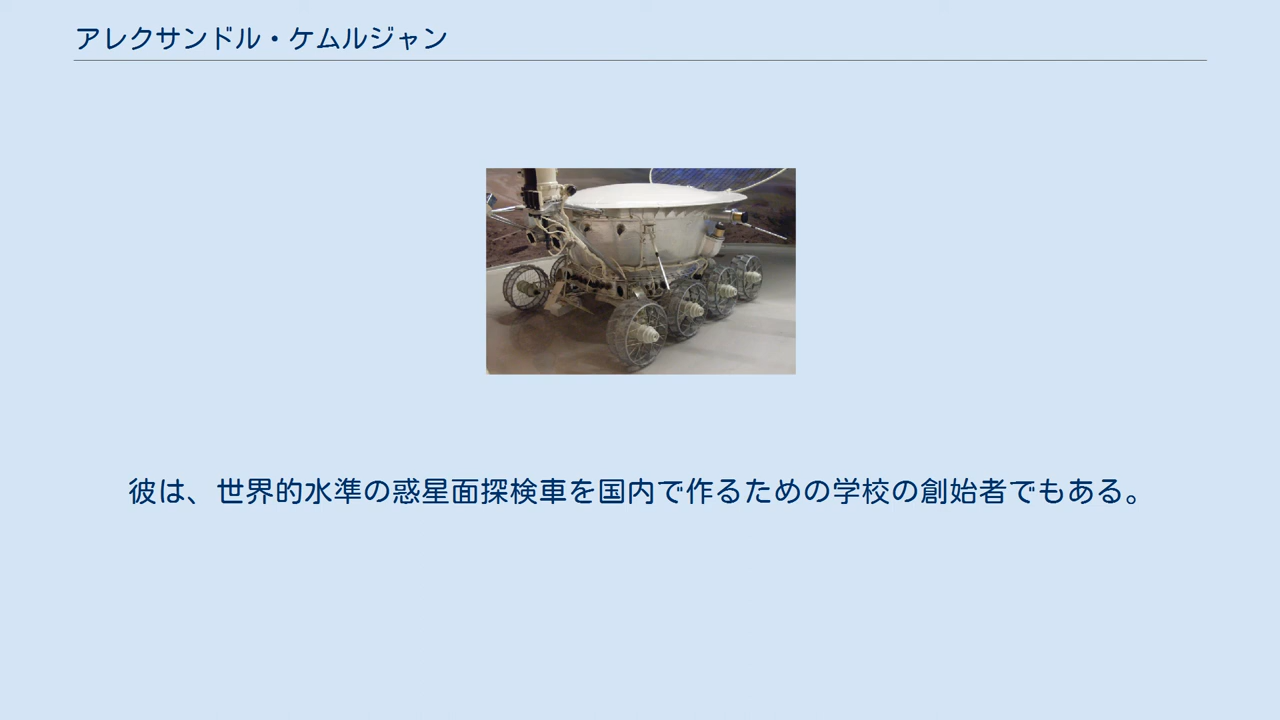 アレクサンドル・ケムルジャン
彼は、世界的水準の惑星面探検車を国内で作るための学校の創始者でもある。